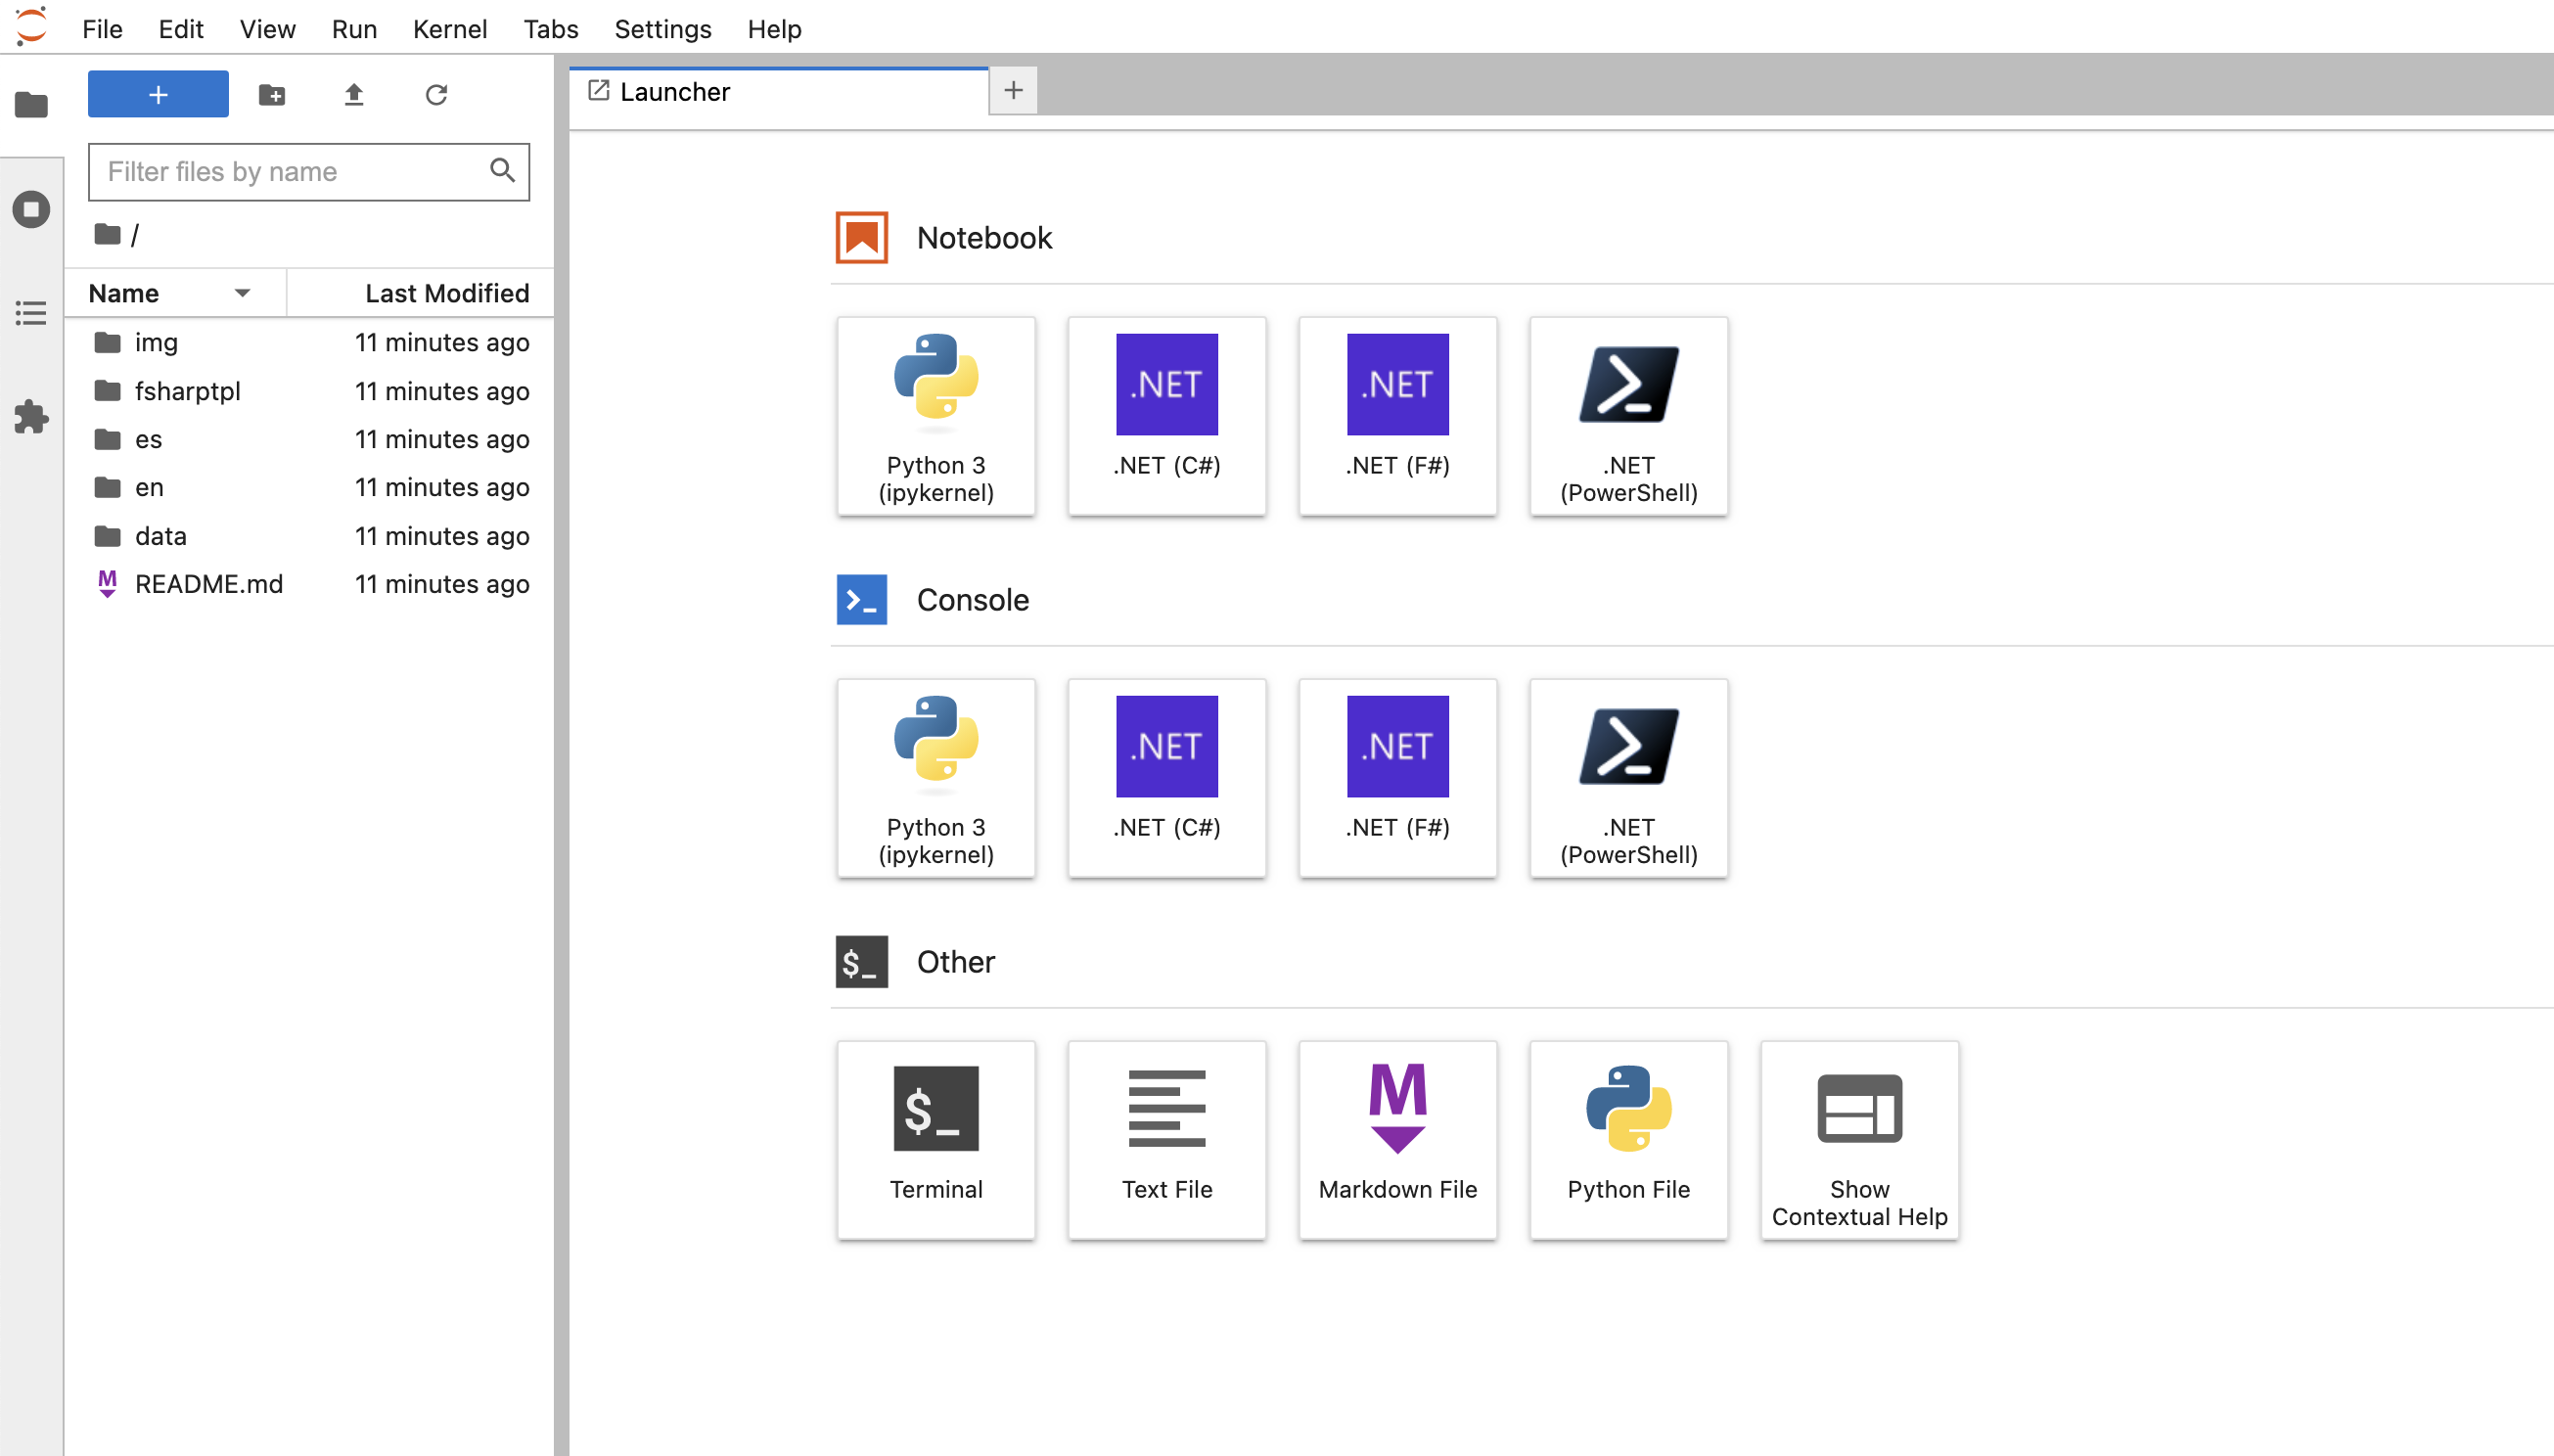 File Edit View Run Kernel Tabs Settings Help
+
Launcher
+
Filter files by name
/
Name Last Modified
img 11 minutes ago
fsharptpl 11 minutes ago
es 11 minutes ago
en 11 minutes ago
data 11 minutes ago
M README.md 11 minutes ago
Notebook
.NET .NET
Python 3
(ipykernel)
.NET (C#)
.NET (F#)
.NET
(PowerShell)
>_ Console
.NET .NET
Python 3
(ipykernel)
.NET (C#)
.NET (F#)
.NET
(PowerShell)
$_ Other
$_
Terminal
Text File
M
Markdown File
Python File
Show
Contextual Help